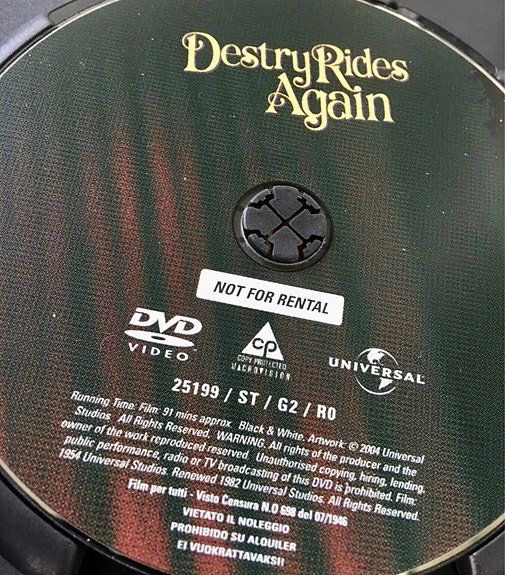 Destry Rides
Again
NOT FOR RENTAL
DVD
VIDEO
cp
COPY PROTECTED
MACROVISION
UNIVERSAL
25199 / ST / G2 / R0
Running Time: Film: 91 mins approx. Black & White. Artwork: © 2004 Universal
Studios. All Rights Reserved. WARNING. All rights of the producer and the
owner of the work reproduced reserved. Unauthorised copying, hiring, lending,
public performance, radio or TV broadcasting of this DVD is prohibited. Film:
1954 Universal Studios. Renewed 1982 Universal Studios. All Rights Reserved.
Film per tutti - Visto Censura N.O 698 del 07/1946
VIETATO IL NOLEGGIO
PROHIBIDO SU ALQUILER
EI VUOKRATTAVAKSI!